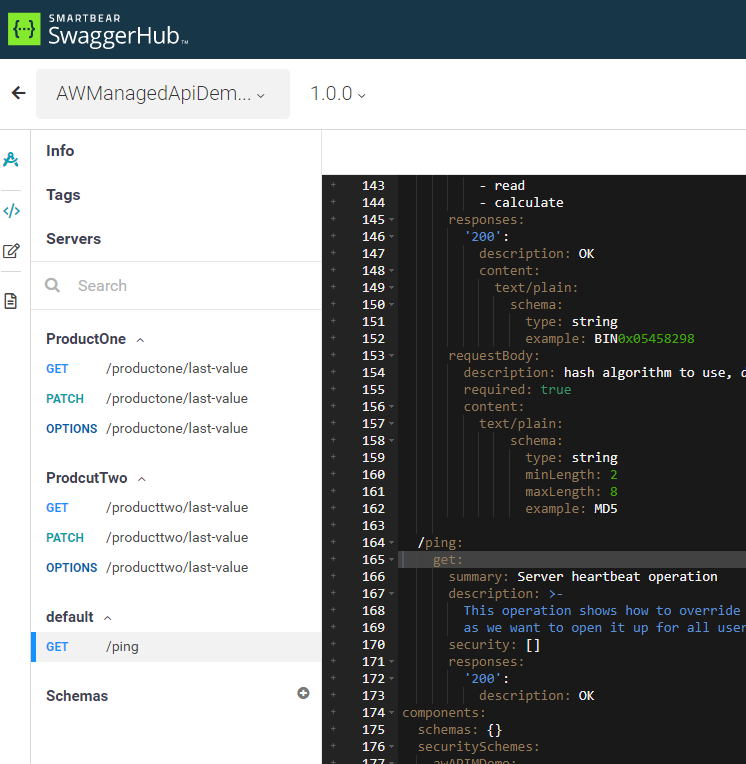 SMARTBEAR
SwaggerHub™
AWManagedApiDem...
1.0.0
Info
Tags
Servers
Search
ProductOne
GET /productone/last-value
PATCH /productone/last-value
OPTIONS /productone/last-value
ProdcutTwo
GET /producttwo/last-value
PATCH /producttwo/last-value
OPTIONS /producttwo/last-value
default
GET /ping
Schemas
143 - read
144 - calculate
145 responses:
146 '200':
147 description: OK
148 content:
149 text/plain:
150 schema:
151 type: string
152 example: BIN0x05458298
153 requestBody:
154 description: hash algorithm to use,
155 required: true
156 content:
157 text/plain:
158 schema:
159 type: string
160 minLength: 2
161 maxLength: 8
162 example: MD5
163
164 /ping:
165 get:
166 summary: Server heartbeat operation
167 description: >-
168 This operation shows how to override
169 as we want to open it up for all user
170 security: []
171 responses:
172 '200':
173 description: OK
174 components:
175 schemas: {}
176 securitySchemes:
177 awAPIMDemo: